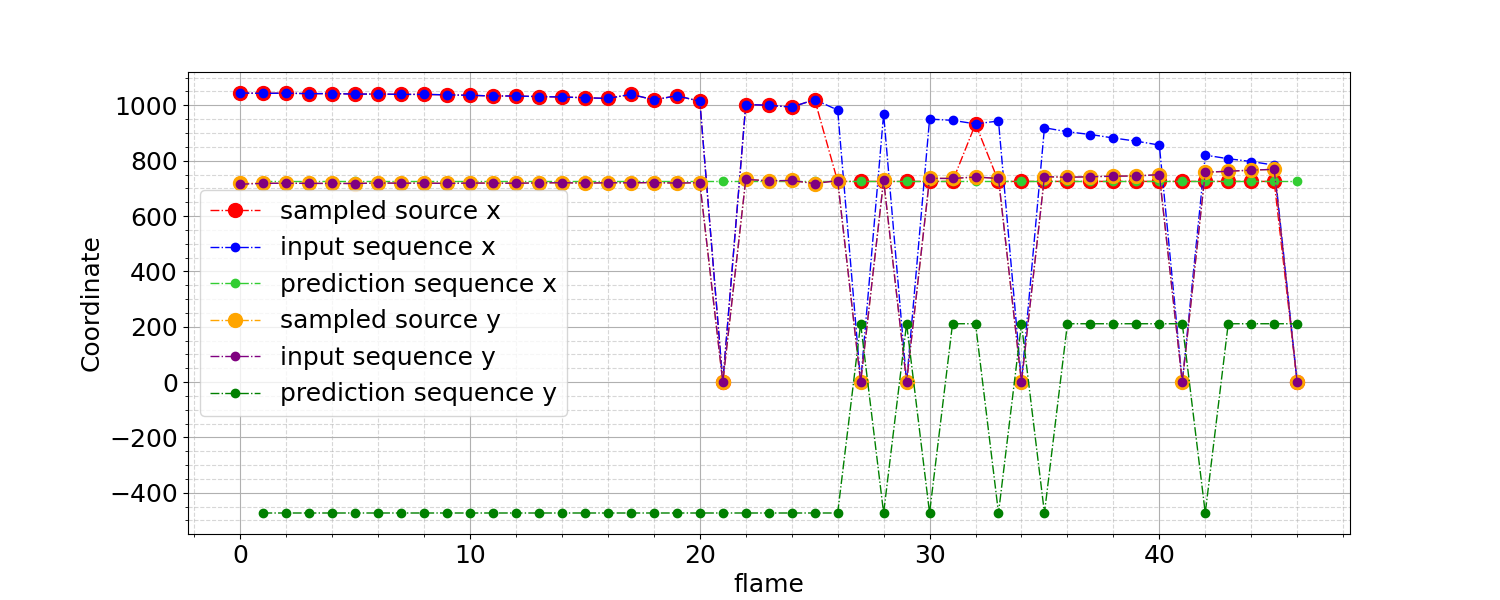 1000
800
600
400
200
0
−200
−400
Coordinate
sampled source x
input sequence x
prediction sequence x
sampled source y
input sequence y
prediction sequence y
0 10 20 30 40
flame